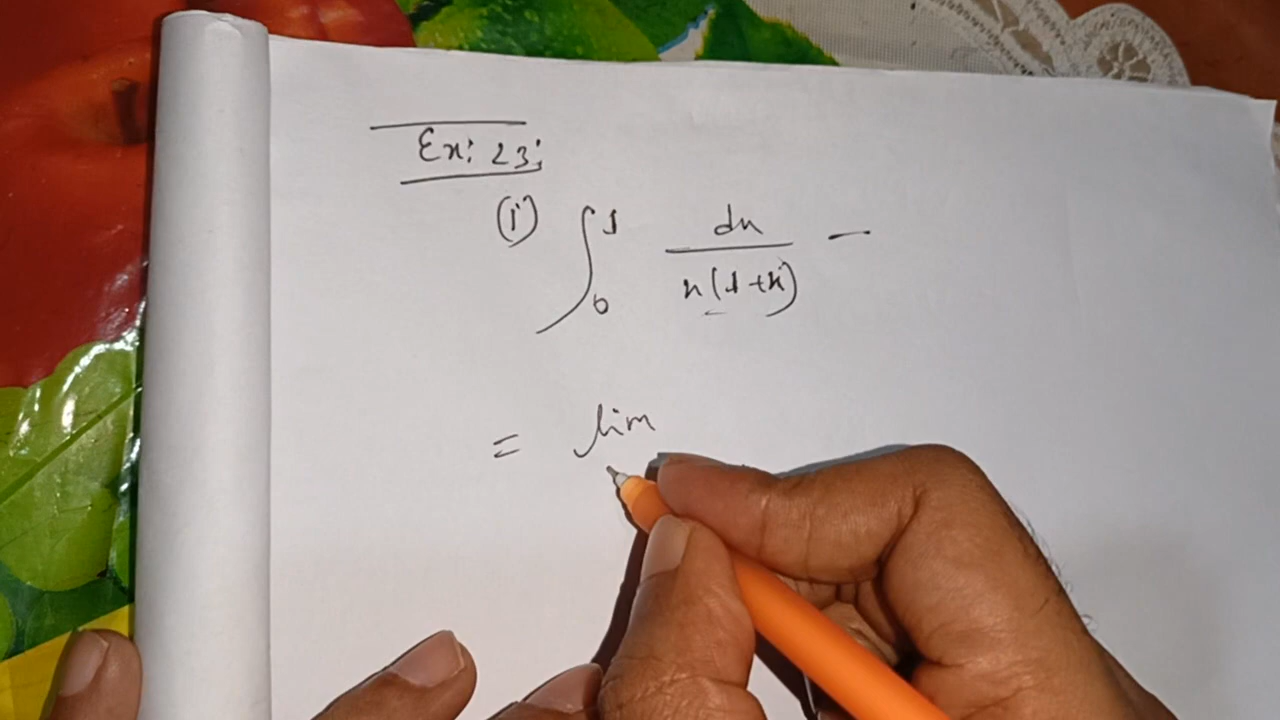 Ex: 23:
(i) ∫₀¹ dx / x(1+x) —
= lim